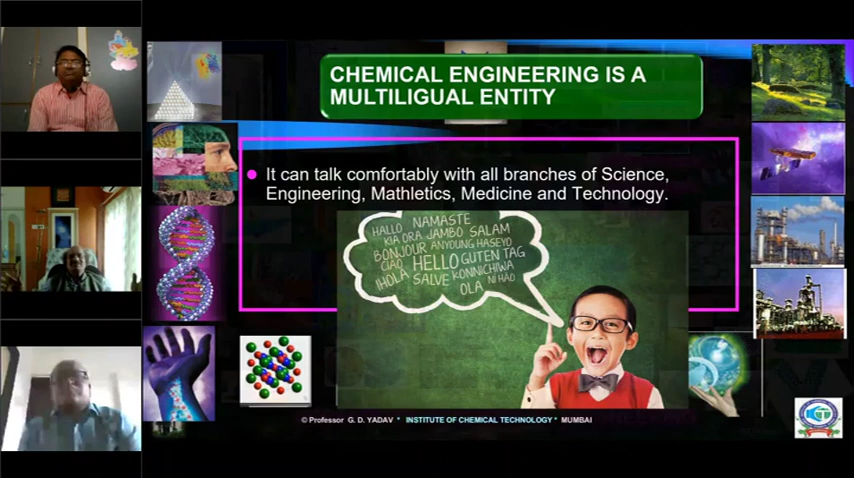 CHEMICAL ENGINEERING IS A
MULTILIGUAL ENTITY
It can talk comfortably with all branches of Science,
Engineering, Mathletics, Medicine and Technology.
HALLO NAMASTE
KIA ORA JAMBO SALAM
BONJOUR ANYOUNG HASEYO
CIAO HELLO GUTEN TAG
!HOLA SALVE KONNICHIWA
OLA NI HAO
© Professor G. D. YADAV * INSTITUTE OF CHEMICAL TECHNOLOGY * MUMBAI